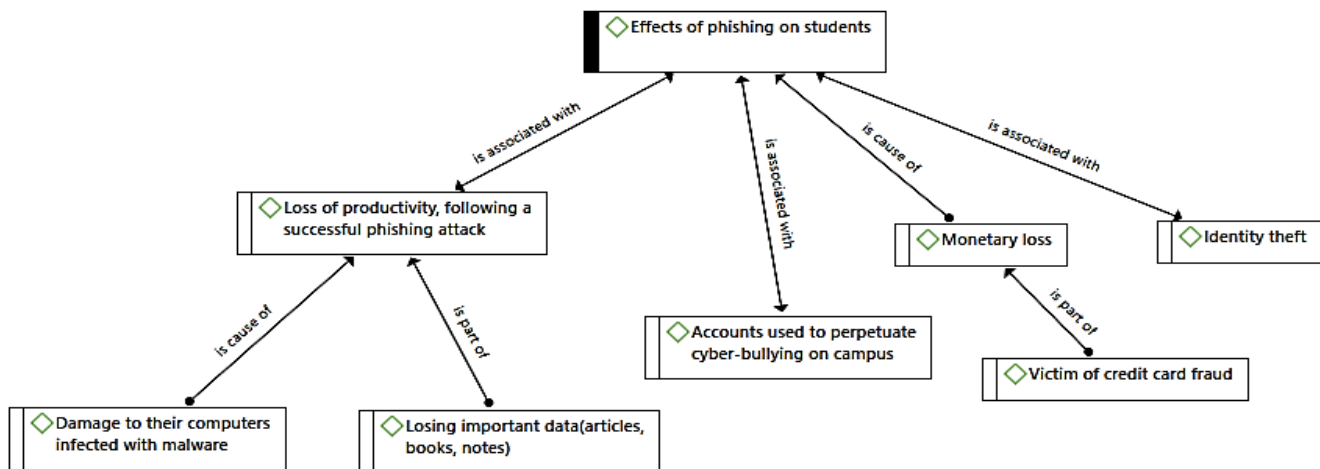 Effects of phishing on students
is associated with
is associated with
is cause of
is associated with
Loss of productivity, following a
successful phishing attack
Monetary loss
Identity theft
is cause of
is part of
is part of
Accounts used to perpetuate
cyber-bullying on campus
Victim of credit card fraud
Damage to their computers
infected with malware
Losing important data(articles,
books, notes)